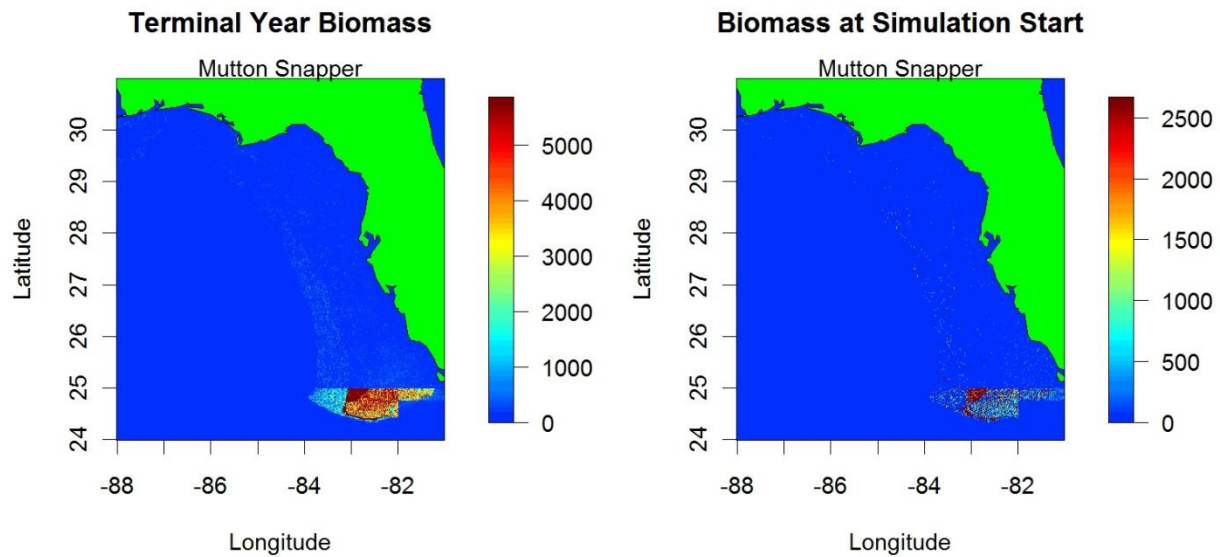 Terminal Year Biomass
Mutton Snapper
Latitude
30
29
28
27
26
25
24
-88 -86 -84 -82
Longitude
5000
4000
3000
2000
1000
0
Biomass at Simulation Start
Mutton Snapper
Latitude
30
29
28
27
26
25
24
-88 -86 -84 -82
Longitude
2500
2000
1500
1000
500
0